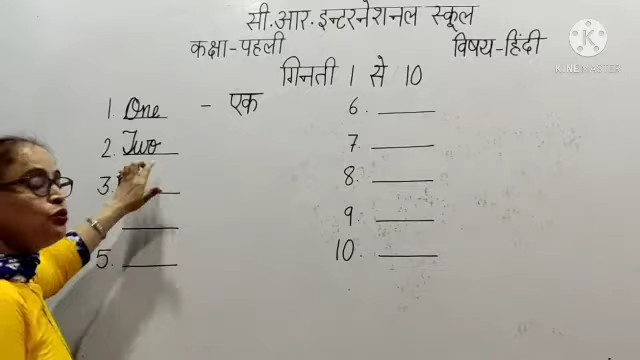 सी.आर.इन्टरनेशनल स्कूल
कक्षा-पहली विषय-हिंदी
गिनती 1 से 10
1. One - एक
2. Two
3.
5.
6.
7.
8.
9.
10.
KINEMASTER